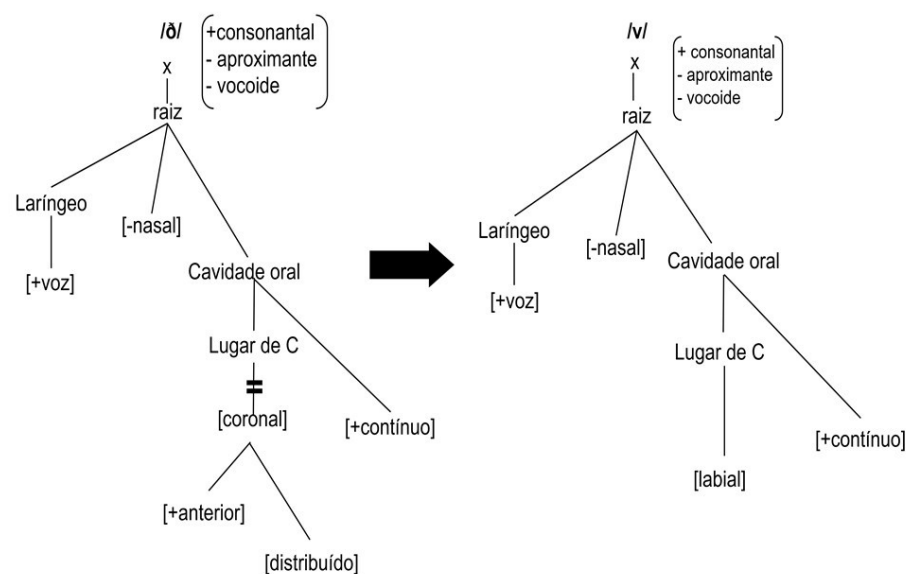 /ð/
+consonantal
- aproximante
- vocoide
x
raiz
Laríngeo
[-nasal]
[+voz]
Cavidade oral
Lugar de C
[coronal]
[+contínuo]
[+anterior]
[distribuído]
/v/
+ consonantal
- aproximante
- vocoide
x
raiz
Laríngeo
[-nasal]
[+voz]
Cavidade oral
Lugar de C
[+contínuo]
[labial]